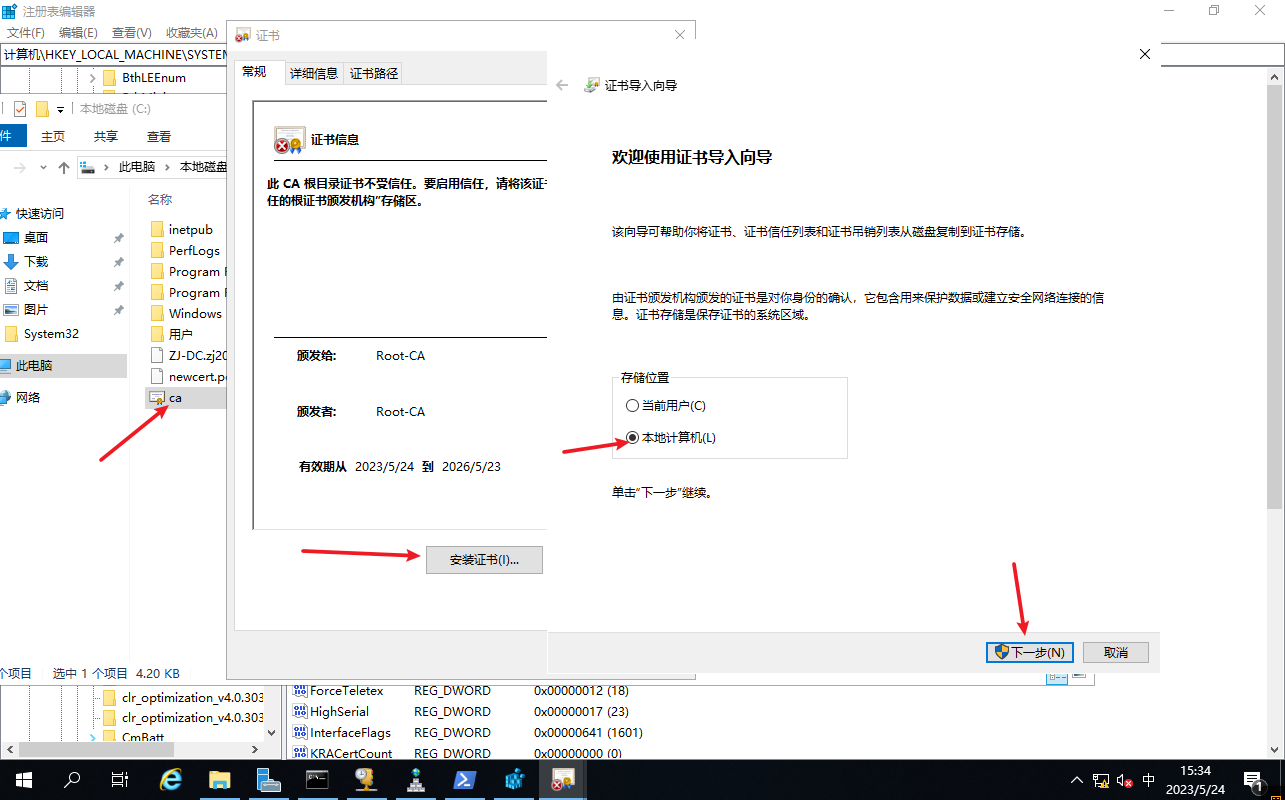 注册表编辑器
文件(F) 编辑(E) 查看(V) 收藏夹(A)
计算机\HKEY_LOCAL_MACHINE\SYSTEM
BthLEEnum
本地磁盘 (C:)
件 主页 共享 查看
此电脑 本地磁盘
快速访问
桌面
下载
文档
图片
System32
此电脑
网络
名称
inetpub
PerfLogs
Program F
Program F
Windows
用户
ZJ-DC.zj20
newcert.pe
ca
个项目 选中 1 个项目 4.20 KB
证书
常规 详细信息 证书路径
证书信息
此 CA 根目录证书不受信任。要启用信任，请将该证书
任的根证书颁发机构"存储区。
颁发给: Root-CA
颁发者: Root-CA
有效期从 2023/5/24 到 2026/5/23
安装证书(I)...
证书导入向导
欢迎使用证书导入向导
该向导可帮助你将证书、证书信任列表和证书吊销列表从磁盘复制到证书存储。
由证书颁发机构颁发的证书是对你身份的确认，它包含用来保护数据或建立安全网络连接的信
息。证书存储是保存证书的系统区域。
存储位置
当前用户(C)
本地计算机(L)
单击"下一步"继续。
下一步(N) 取消
clr_optimization_v4.0.303
clr_optimization_v4.0.303
CmBatt
ForceTeletex REG_DWORD 0x00000012 (18)
HighSerial REG_DWORD 0x00000017 (23)
InterfaceFlags REG_DWORD 0x00000641 (1601)
KRACertCount REG_DWORD 0x00000000 (0)
中
15:34
2023/5/24
1